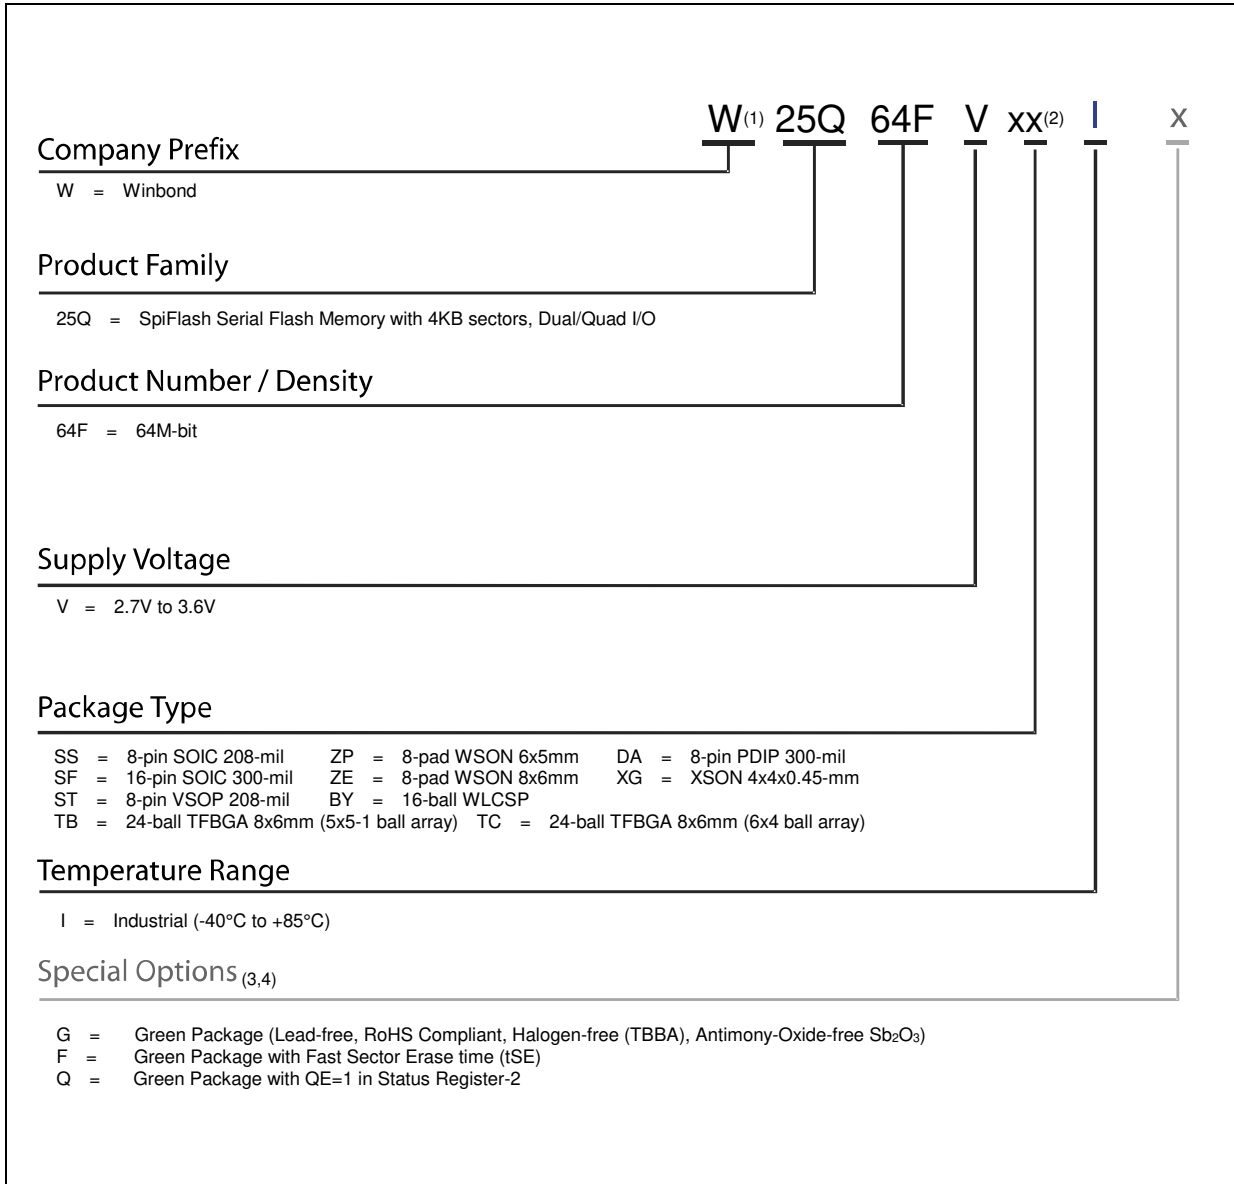 W(1) 25Q 64F V xx(2) I x
Company Prefix
W = Winbond
Product Family
25Q = SpiFlash Serial Flash Memory with 4KB sectors, Dual/Quad I/O
Product Number / Density
64F = 64M-bit
Supply Voltage
V = 2.7V to 3.6V
Package Type
SS = 8-pin SOIC 208-mil ZP = 8-pad WSON 6x5mm DA = 8-pin PDIP 300-mil
SF = 16-pin SOIC 300-mil ZE = 8-pad WSON 8x6mm XG = XSON 4x4x0.45-mm
ST = 8-pin VSOP 208-mil BY = 16-ball WLCSP
TB = 24-ball TFBGA 8x6mm (5x5-1 ball array) TC = 24-ball TFBGA 8x6mm (6x4 ball array)
Temperature Range
I = Industrial (-40°C to +85°C)
Special Options (3,4)
G = Green Package (Lead-free, RoHS Compliant, Halogen-free (TBBA), Antimony-Oxide-free Sb₂O₃)
F = Green Package with Fast Sector Erase time (tSE)
Q = Green Package with QE=1 in Status Register-2